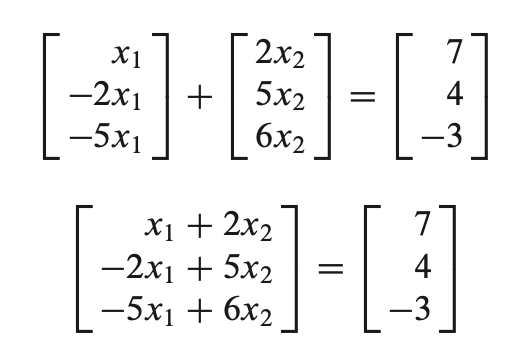 x₁ 2x₂ 7
−2x₁ + 5x₂ = 4
−5x₁ 6x₂ −3
x₁ + 2x₂ 7
−2x₁ + 5x₂ = 4
−5x₁ + 6x₂ −3